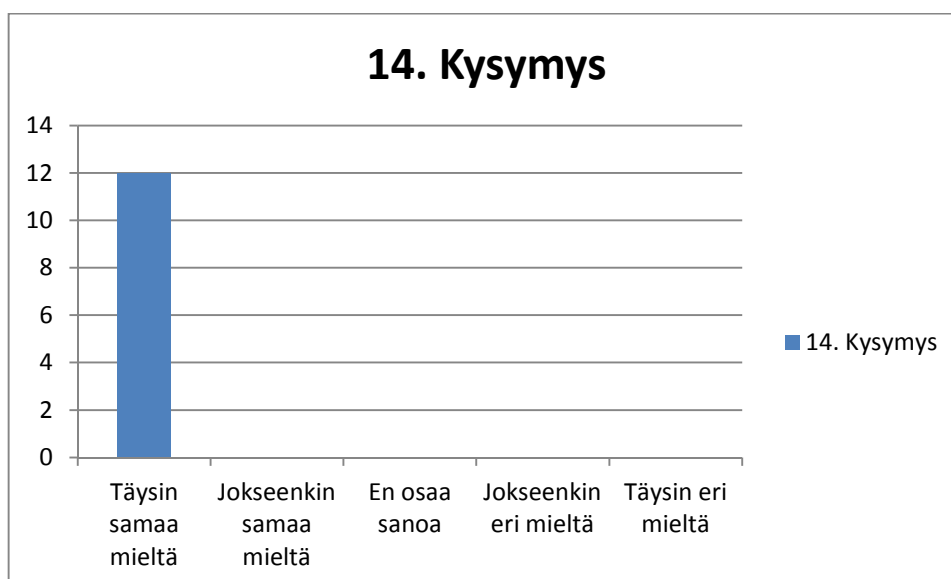 14. Kysymys
14
12
10
8
6
4
2
0
14. Kysymys
Täysin samaa mieltä
Jokseenkin samaa mieltä
En osaa sanoa
Jokseenkin eri mieltä
Täysin eri mieltä